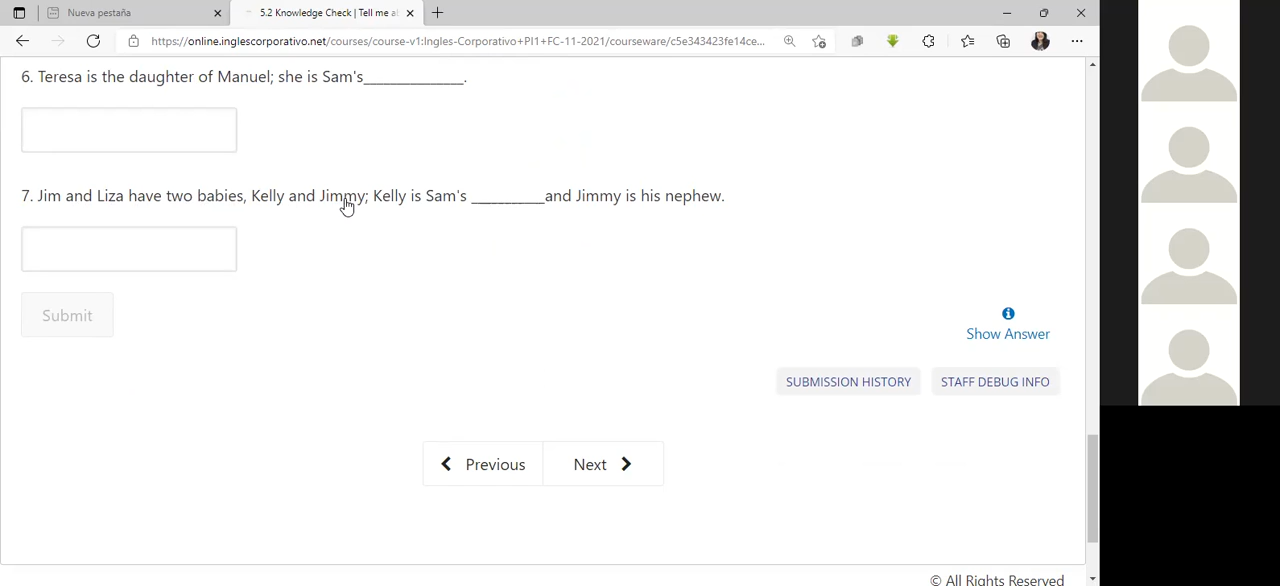 Nueva pestaña
5.2 Knowledge Check | Tell me a
https://online.inglescorporativo.net/courses/course-v1:Ingles-Corporativo+PI1+FC-11-2021/courseware/c5e343423fe14ce...
6. Teresa is the daughter of Manuel; she is Sam's_____________.
7. Jim and Liza have two babies, Kelly and Jimmy; Kelly is Sam's __________and Jimmy is his nephew.
Submit
Show Answer
SUBMISSION HISTORY
STAFF DEBUG INFO
Previous
Next
© All Rights Reserved